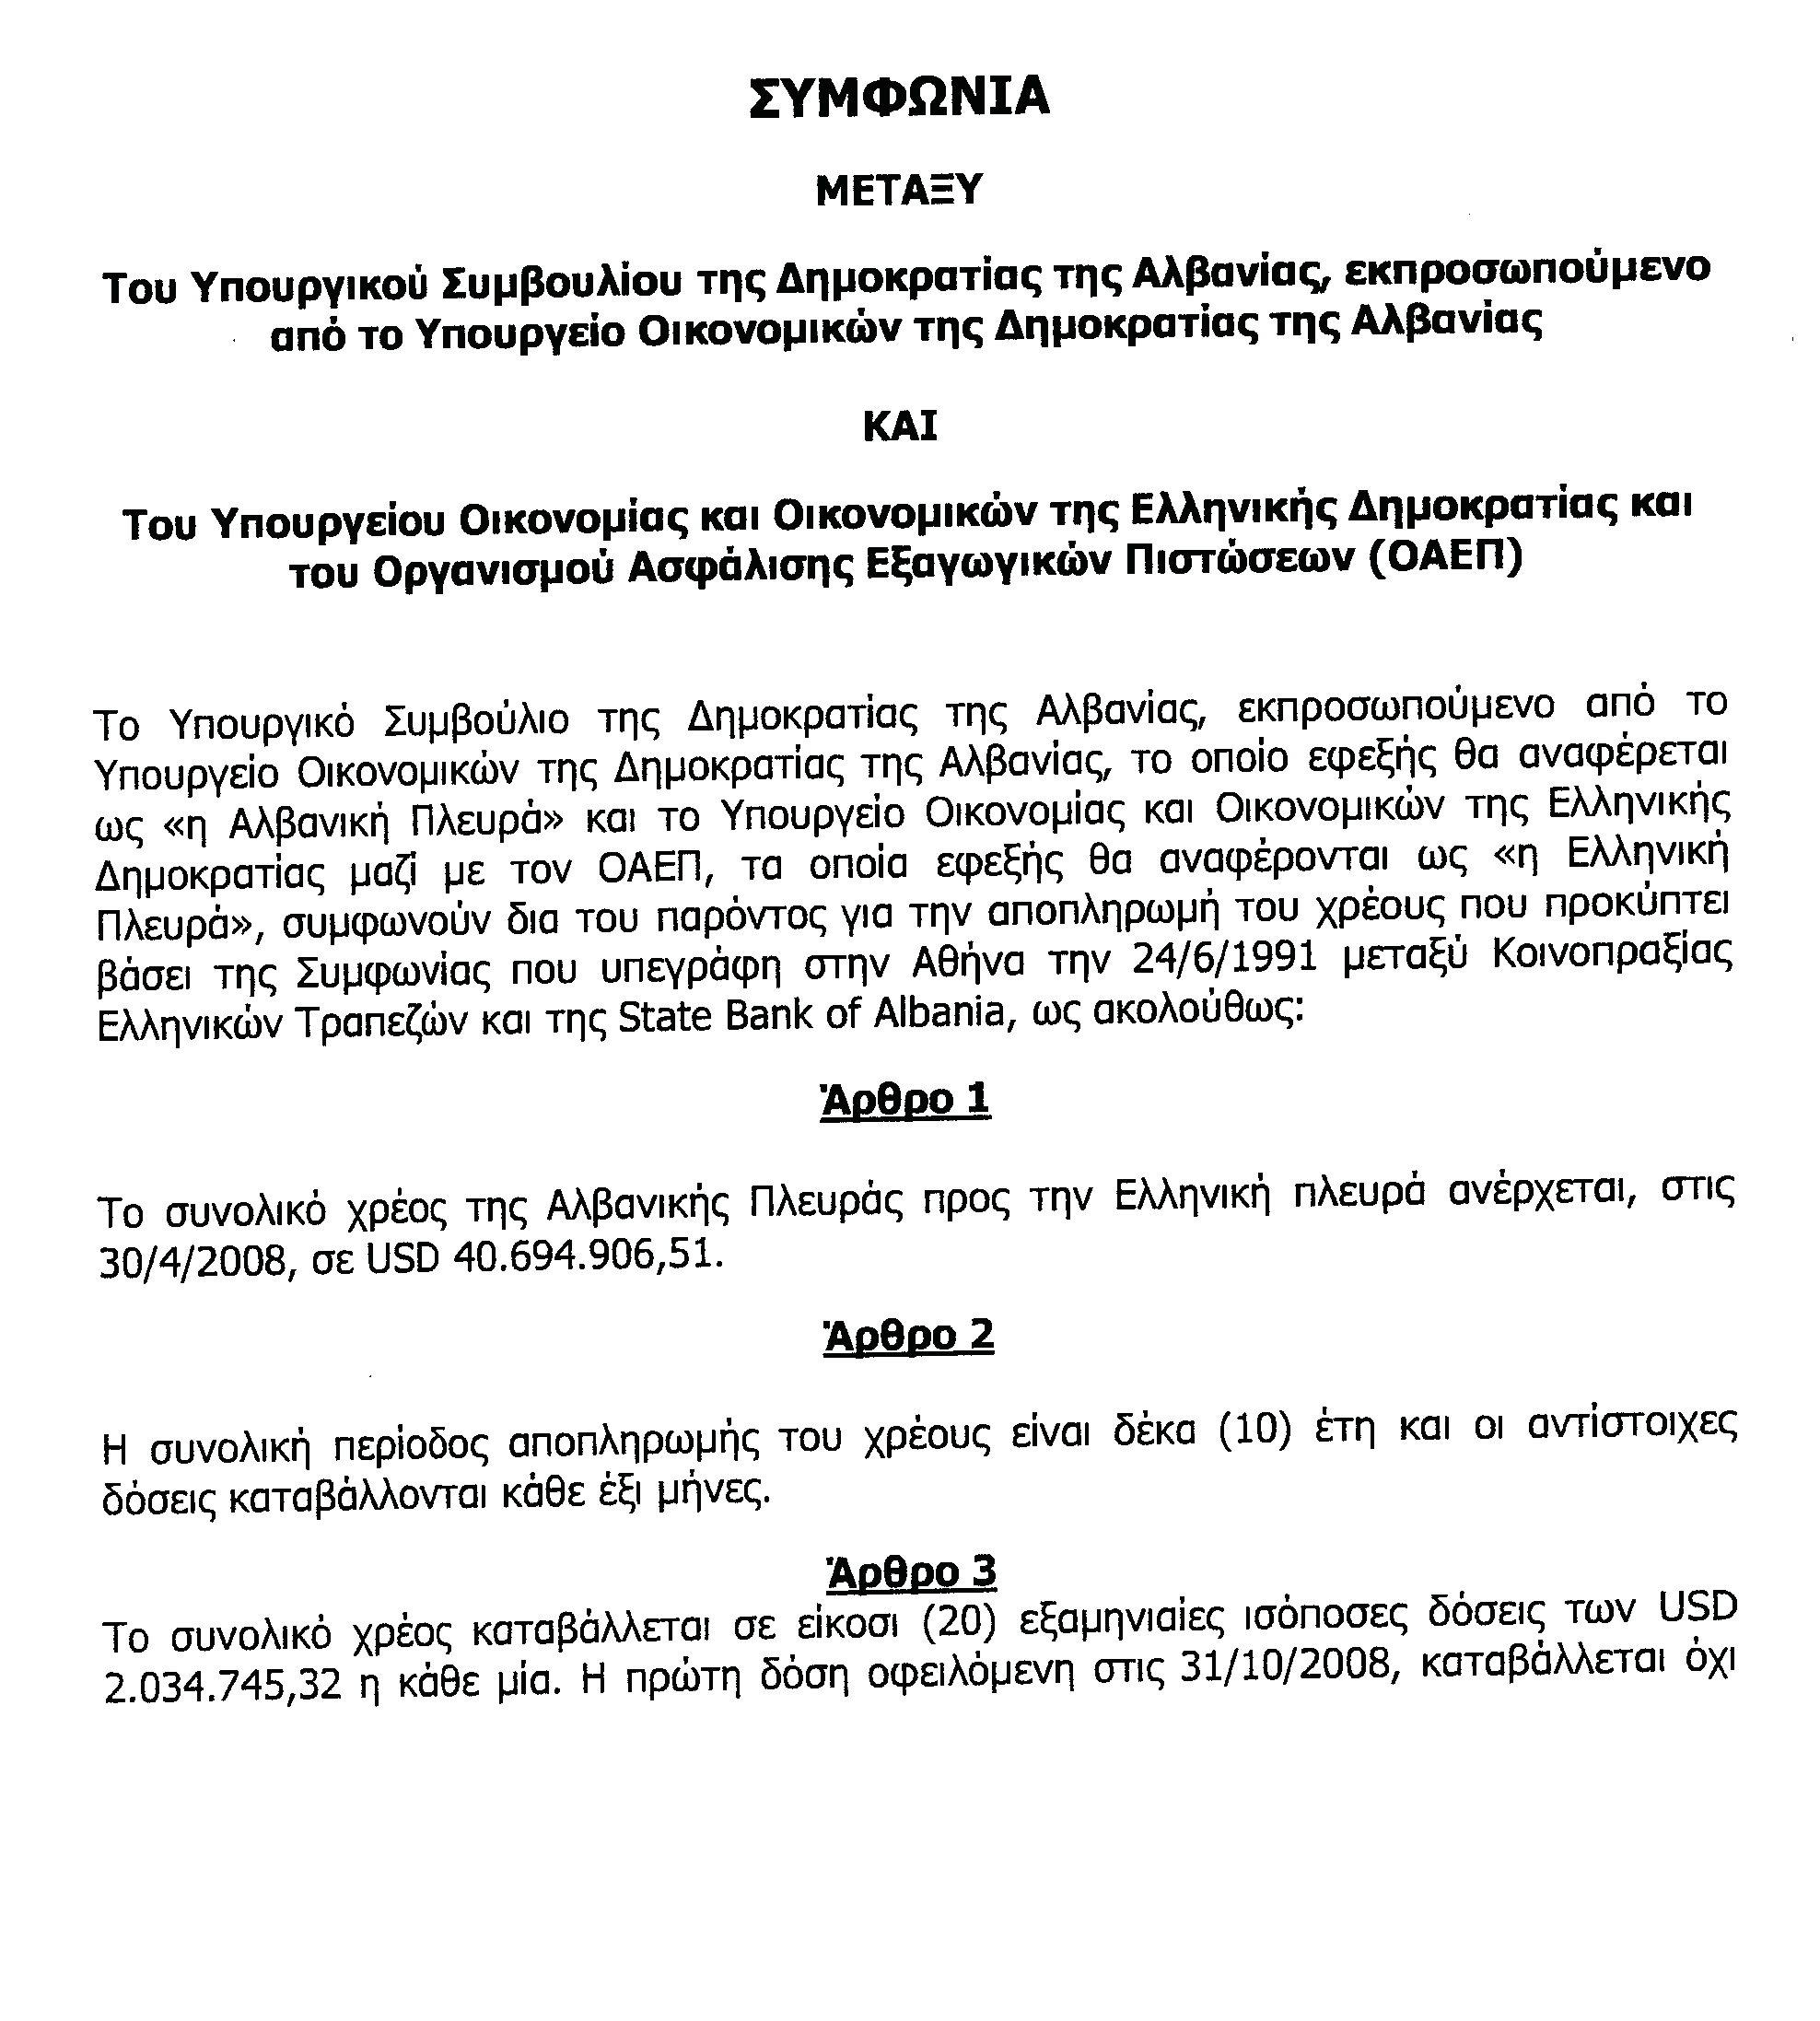 ΣΥΜΦΩΝΙΑ
ΜΕΤΑΞΥ
Του Υπουργικού Συμβουλίου της Δημοκρατίας της Αλβανίας, εκπροσωπούμενο
από το Υπουργείο Οικονομικών της Δημοκρατίας της Αλβανίας
ΚΑΙ
Του Υπουργείου Οικονομίας και Οικονομικών της Ελληνικής Δημοκρατίας και
του Οργανισμού Ασφάλισης Εξαγωγικών Πιστώσεων (ΟΑΕΠ)
Το Υπουργικό Συμβούλιο της Δημοκρατίας της Αλβανίας, εκπροσωπούμενο από το
Υπουργείο Οικονομικών της Δημοκρατίας της Αλβανίας, το οποίο εφεξής θα αναφέρεται
ως «η Αλβανική Πλευρά» και το Υπουργείο Οικονομίας και Οικονομικών της Ελληνικής
Δημοκρατίας μαζί με τον ΟΑΕΠ, τα οποία εφεξής θα αναφέρονται ως «η Ελληνική
Πλευρά», συμφωνούν δια του παρόντος για την αποπληρωμή του χρέους που προκύπτει
βάσει της Συμφωνίας που υπεγράφη στην Αθήνα την 24/6/1991 μεταξύ Κοινοπραξίας
Ελληνικών Τραπεζών και της State Bank of Albania, ως ακολούθως:
Άρθρο 1
Το συνολικό χρέος της Αλβανικής Πλευράς προς την Ελληνική πλευρά ανέρχεται, στις
30/4/2008, σε USD 40.694.906,51.
Άρθρο 2
Η συνολική περίοδος αποπληρωμής του χρέους είναι δέκα (10) έτη και οι αντίστοιχες
δόσεις καταβάλλονται κάθε έξι μήνες.
Άρθρο 3
Το συνολικό χρέος καταβάλλεται σε είκοσι (20) εξαμηνιαίες ισόποσες δόσεις των USD
2.034.745,32 η κάθε μία. Η πρώτη δόση οφειλόμενη στις 31/10/2008, καταβάλλεται όχι